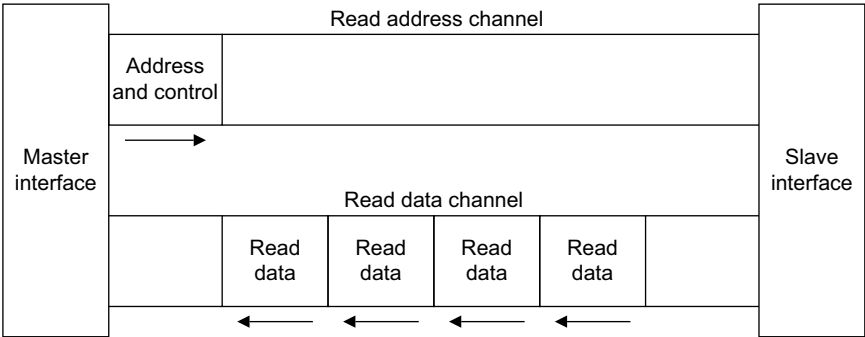 Read address channel
Address
and control
Master
interface
Slave
interface
Read data channel
Read
data
Read
data
Read
data
Read
data